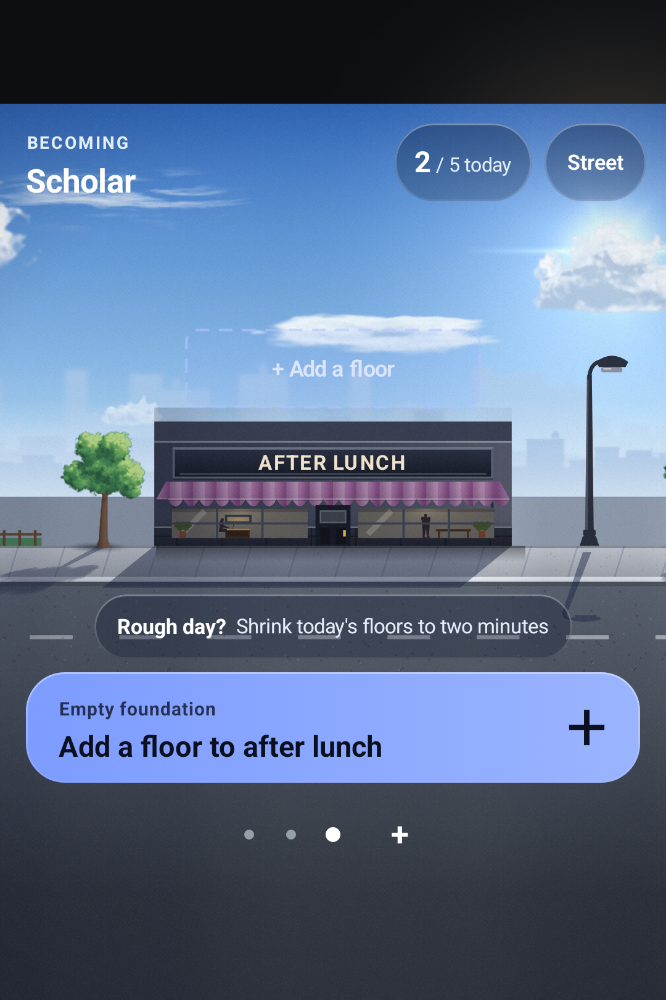 BECOMING
Scholar
2 / 5 today
Street
+ Add a floor
AFTER LUNCH
Rough day? Shrink today's floors to two minutes
Empty foundation
Add a floor to after lunch
+
+